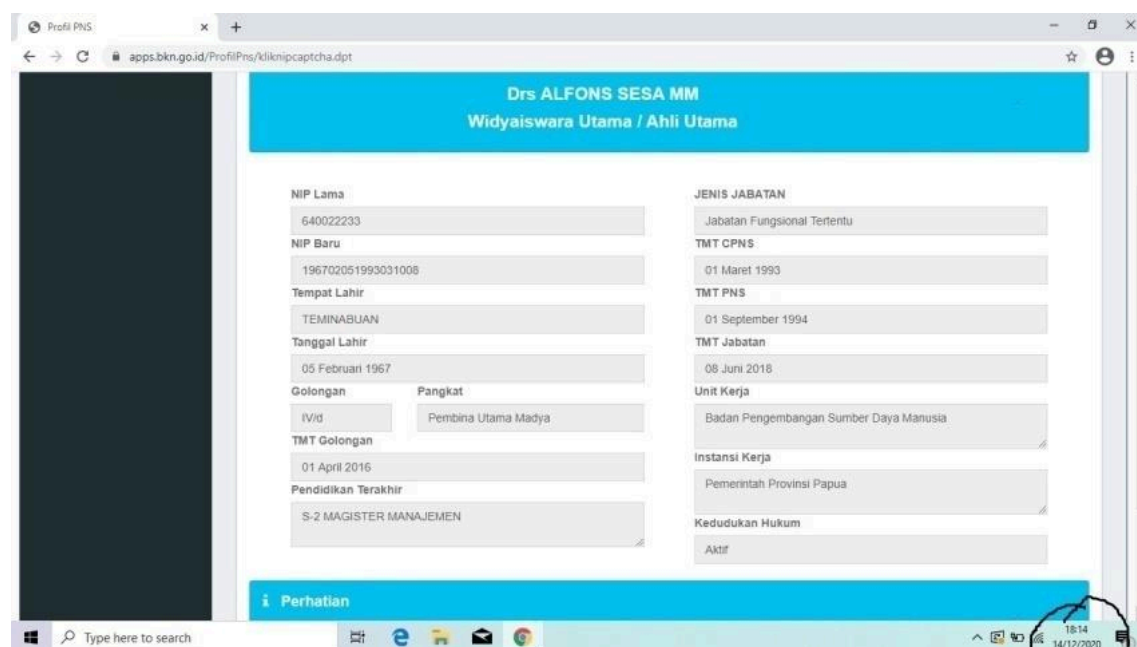 Profil PNS
apps.bkn.go.id/ProfilPns/kliknipcaptcha.dpt
Drs ALFONS SESA MM
Widyaiswara Utama / Ahli Utama
NIP Lama
640022233
NIP Baru
196702051993031008
Tempat Lahir
TEMINABUAN
Tanggal Lahir
05 Februari 1967
Golongan Pangkat
IV/d Pembina Utama Madya
TMT Golongan
01 April 2016
Pendidikan Terakhir
S-2 MAGISTER MANAJEMEN
JENIS JABATAN
Jabatan Fungsional Tertentu
TMT CPNS
01 Maret 1993
TMT PNS
01 September 1994
TMT Jabatan
08 Juni 2018
Unit Kerja
Badan Pengembangan Sumber Daya Manusia
Instansi Kerja
Pemerintah Provinsi Papua
Kedudukan Hukum
Aktif
Perhatian
Type here to search
18:14
14/12/2020